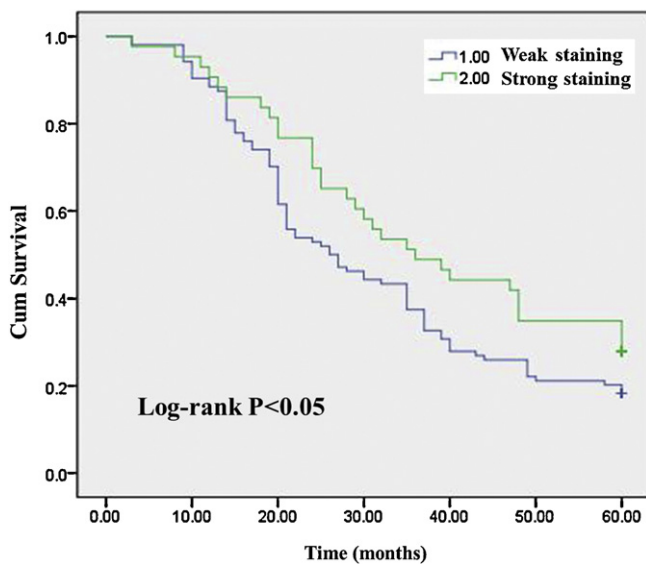 1.0
0.8
0.6
0.4
0.2
0.0
Cum Survival
1.00 Weak staining
2.00 Strong staining
Log-rank P<0.05
0.00 10.00 20.00 30.00 40.00 50.00 60.00
Time (months)